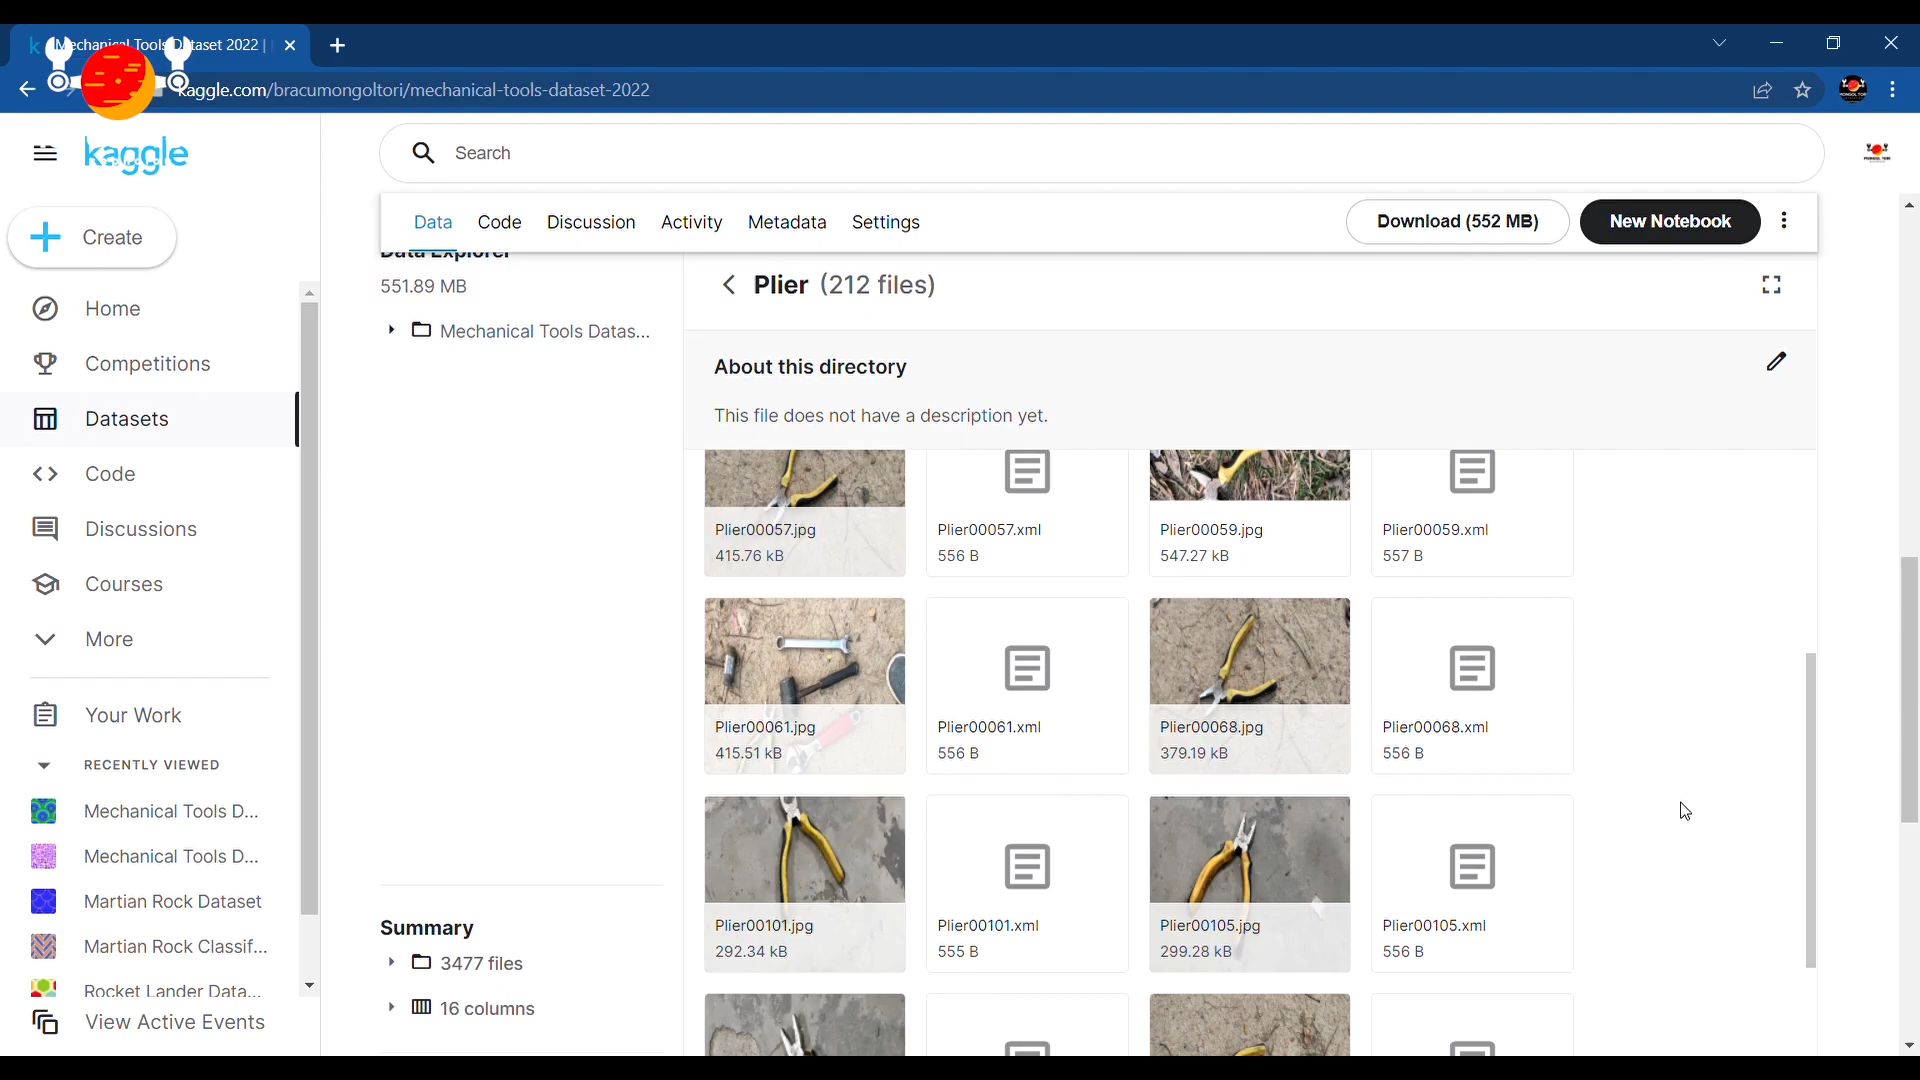 Mechanical Tools Dataset 2022 |
kaggle.com/bracumongoltori/mechanical-tools-dataset-2022
kaggle
Search
Data Code Discussion Activity Metadata Settings
Download (552 MB)
New Notebook
Create
Home
Competitions
Datasets
Code
Discussions
Courses
More
Your Work
RECENTLY VIEWED
Mechanical Tools D...
Mechanical Tools D...
Martian Rock Dataset
Martian Rock Classif...
Rocket Lander Data...
View Active Events
Data Explorer
551.89 MB
Mechanical Tools Datas...
Summary
3477 files
16 columns
Plier (212 files)
About this directory
This file does not have a description yet.
Plier00057.jpg
415.76 kB
Plier00057.xml
556 B
Plier00059.jpg
547.27 kB
Plier00059.xml
557 B
Plier00061.jpg
415.51 kB
Plier00061.xml
556 B
Plier00068.jpg
379.19 kB
Plier00068.xml
556 B
Plier00101.jpg
292.34 kB
Plier00101.xml
555 B
Plier00105.jpg
299.28 kB
Plier00105.xml
556 B